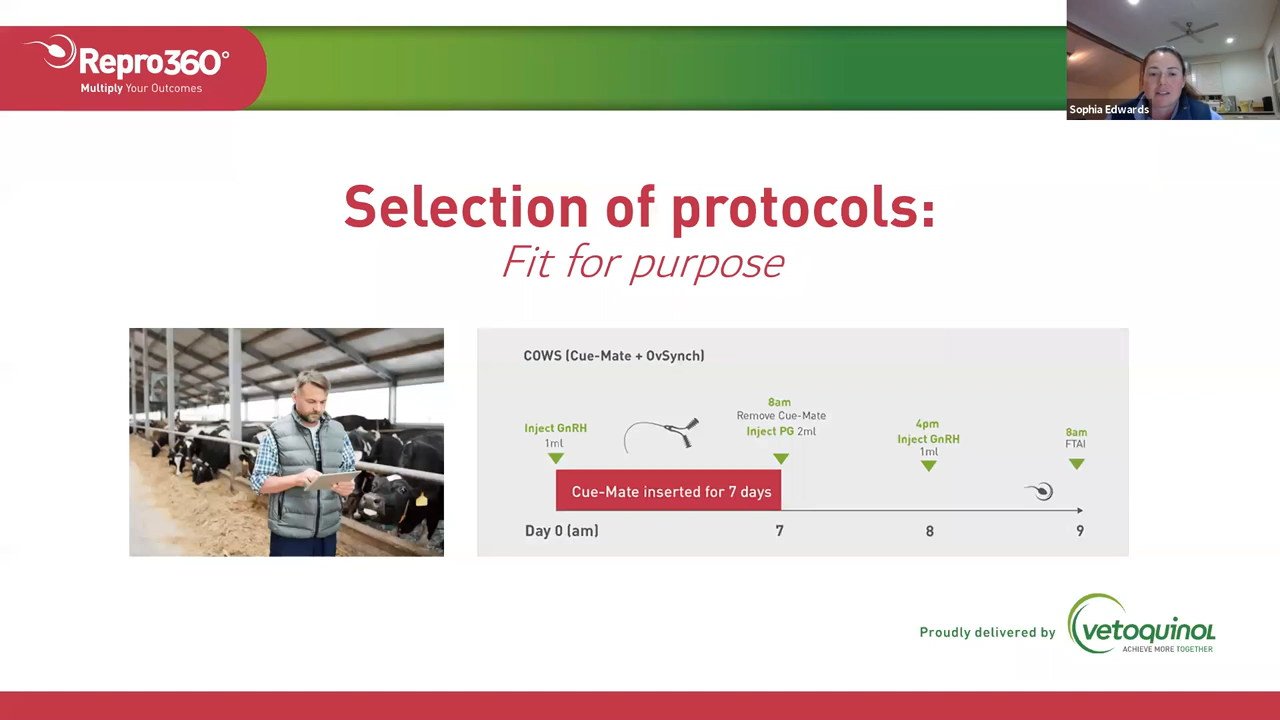 Repro360°
Multiply Your Outcomes
Sophia Edwards
Selection of protocols:
Fit for purpose
COWS (Cue-Mate + OvSynch)
Inject GnRH
1ml
8am
Remove Cue-Mate
Inject PG 2ml
4pm
Inject GnRH
1ml
8am
FTAI
Cue-Mate inserted for 7 days
Day 0 (am) 7 8 9
Proudly delivered by
vetoquinol
ACHIEVE MORE TOGETHER